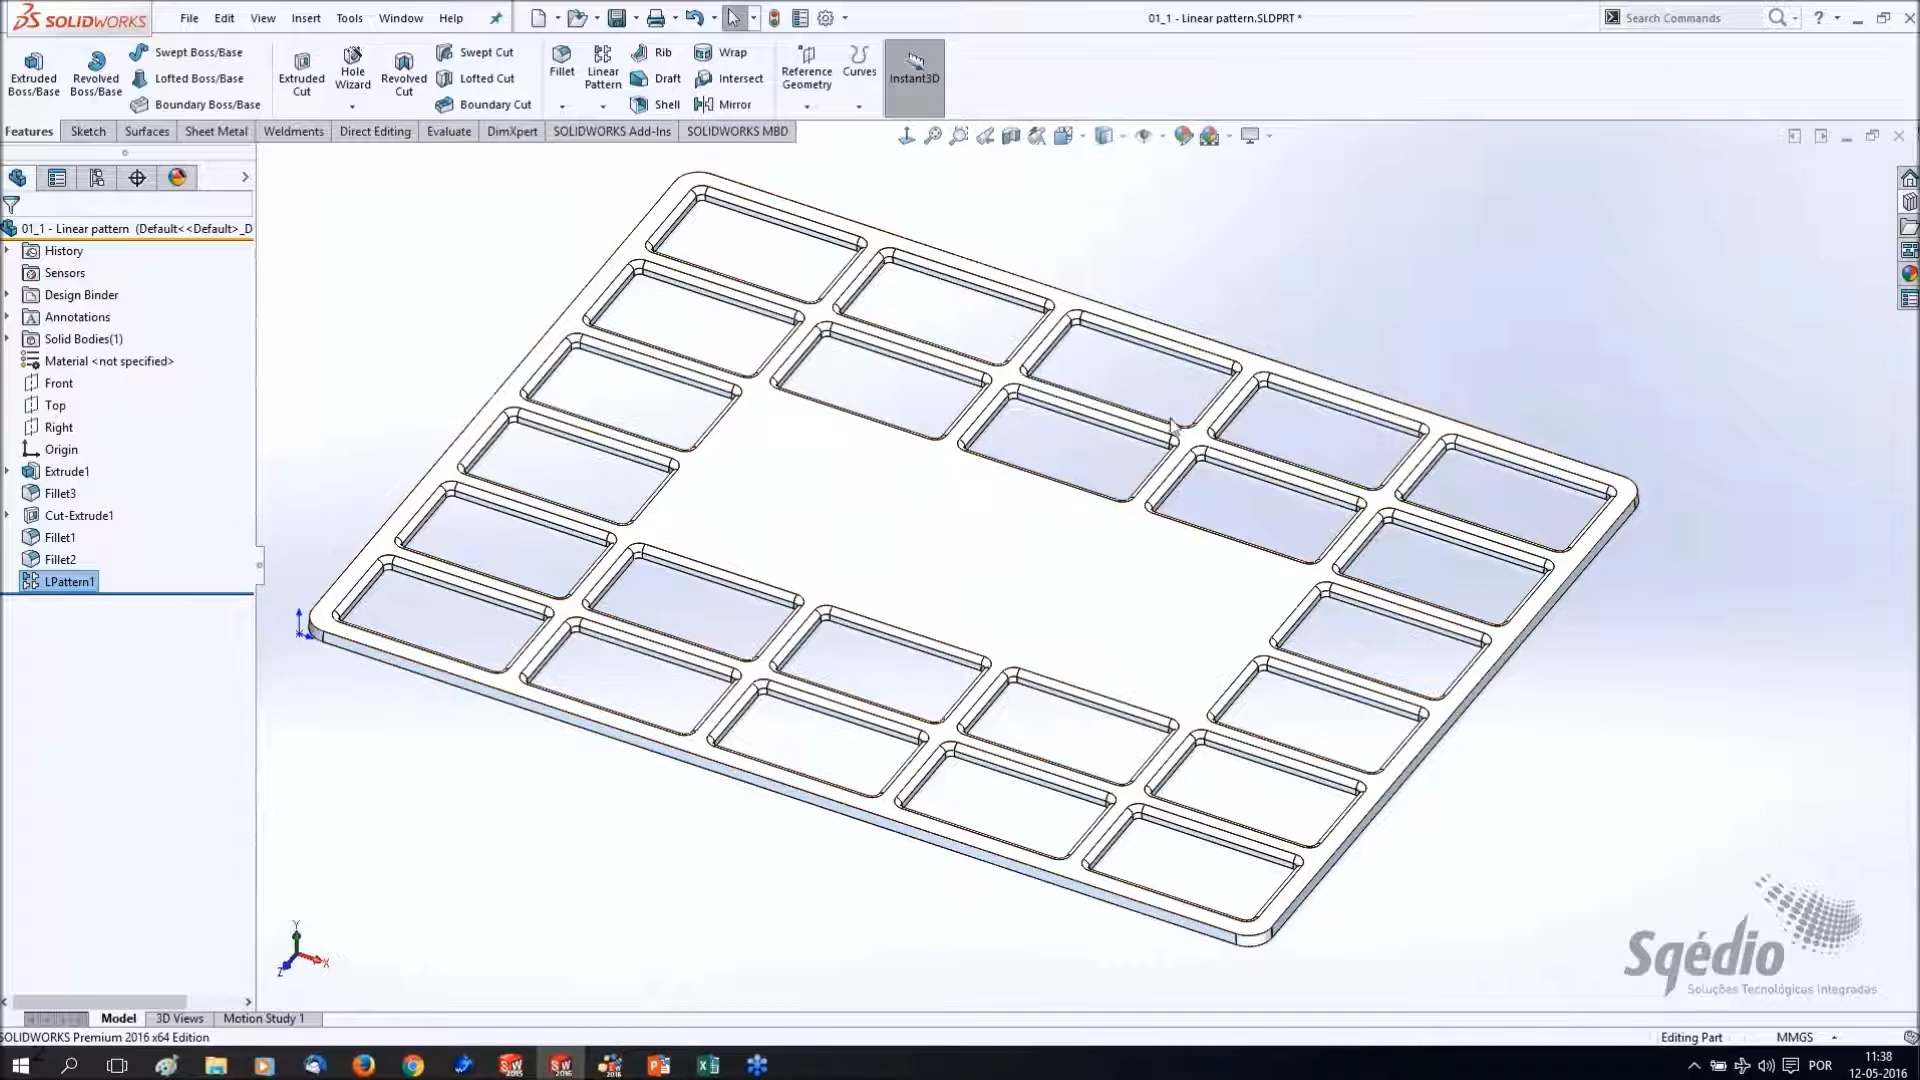 SOLIDWORKS
File Edit View Insert Tools Window Help
01_1 - Linear pattern.SLDPRT *
Search Commands
Extruded Boss/Base
Revolved Boss/Base
Swept Boss/Base
Lofted Boss/Base
Boundary Boss/Base
Extruded Cut
Hole Wizard
Revolved Cut
Swept Cut
Lofted Cut
Boundary Cut
Fillet
Linear Pattern
Rib
Draft
Shell
Wrap
Intersect
Mirror
Reference Geometry
Curves
Instant3D
Features Sketch Surfaces Sheet Metal Weldments Direct Editing Evaluate DimXpert SOLIDWORKS Add-Ins SOLIDWORKS MBD
01_1 - Linear pattern (Default<<Default>_D
History
Sensors
Design Binder
Annotations
Solid Bodies(1)
Material <not specified>
Front
Top
Right
Origin
Extrude1
Fillet3
Cut-Extrude1
Fillet1
Fillet2
LPattern1
Y
X
Z
Sqédio
Soluções Tecnológicas Integradas
Model 3D Views Motion Study 1
SOLIDWORKS Premium 2016 x64 Edition
Editing Part
MMGS
POR
11:38
12-05-2016